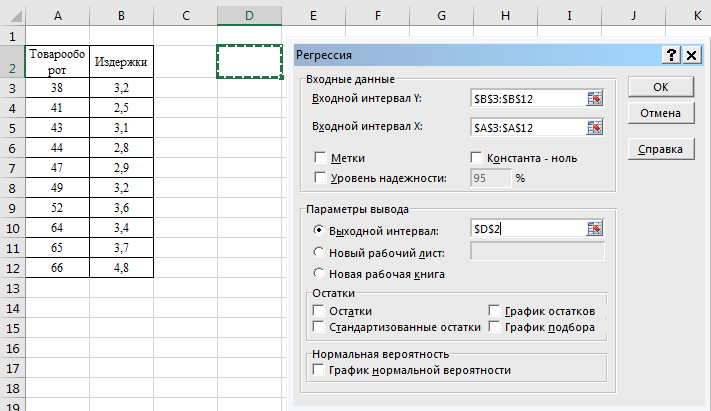 A B C D E F G H I J K
1
2 Товарообо рот Издержки
3 38 3,2
4 41 2,5
5 43 3,1
6 44 2,8
7 47 2,9
8 49 3,2
9 52 3,6
10 64 3,4
11 65 3,7
12 66 4,8
13
14
15
16
17
18
19
Регрессия ? ×
Входные данные
Входной интервал Y: $B$3:$B$12
Входной интервал X: $A$3:$A$12
Метки Константа - ноль
Уровень надежности: 95 %
ОК
Отмена
Справка
Параметры вывода
Выходной интервал: $D$2
Новый рабочий лист:
Новая рабочая книга
Остатки
Остатки График остатков
Стандартизованные остатки График подбора
Нормальная вероятность
График нормальной вероятности